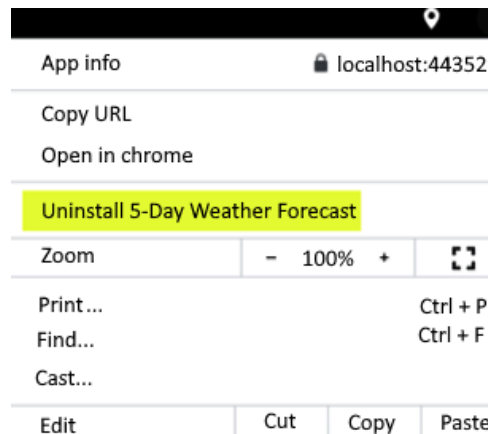 App info localhost:44352
Copy URL
Open in chrome
Uninstall 5-Day Weather Forecast
Zoom - 100% +
Print... Ctrl + P
Find... Ctrl + F
Cast...
Edit Cut Copy Paste